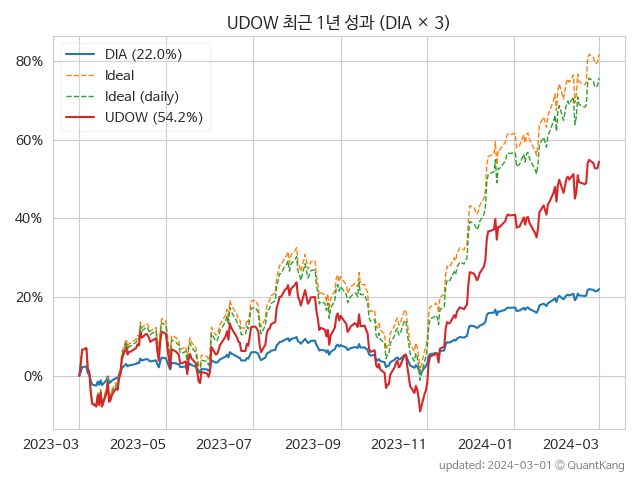 UDOW 최근 1년 성과 (DIA × 3)
DIA (22.0%)
Ideal
Ideal (daily)
UDOW (54.2%)
80%
60%
40%
20%
0%
2023-03 2023-05 2023-07 2023-09 2023-11 2024-01 2024-03
updated: 2024-03-01 © QuantKang